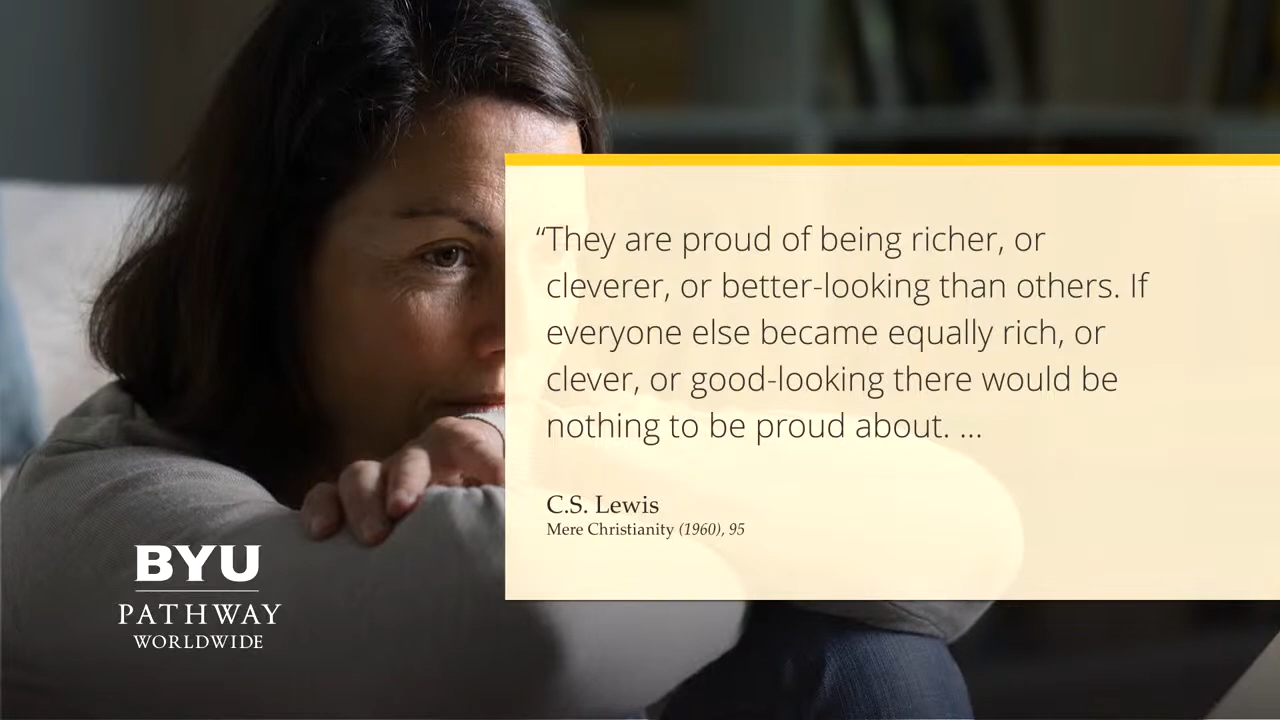 “They are proud of being richer, or
cleverer, or better-looking than others. If
everyone else became equally rich, or
clever, or good-looking there would be
nothing to be proud about. ...
C.S. Lewis
Mere Christianity (1960), 95
BYU
PATHWAY
WORLDWIDE